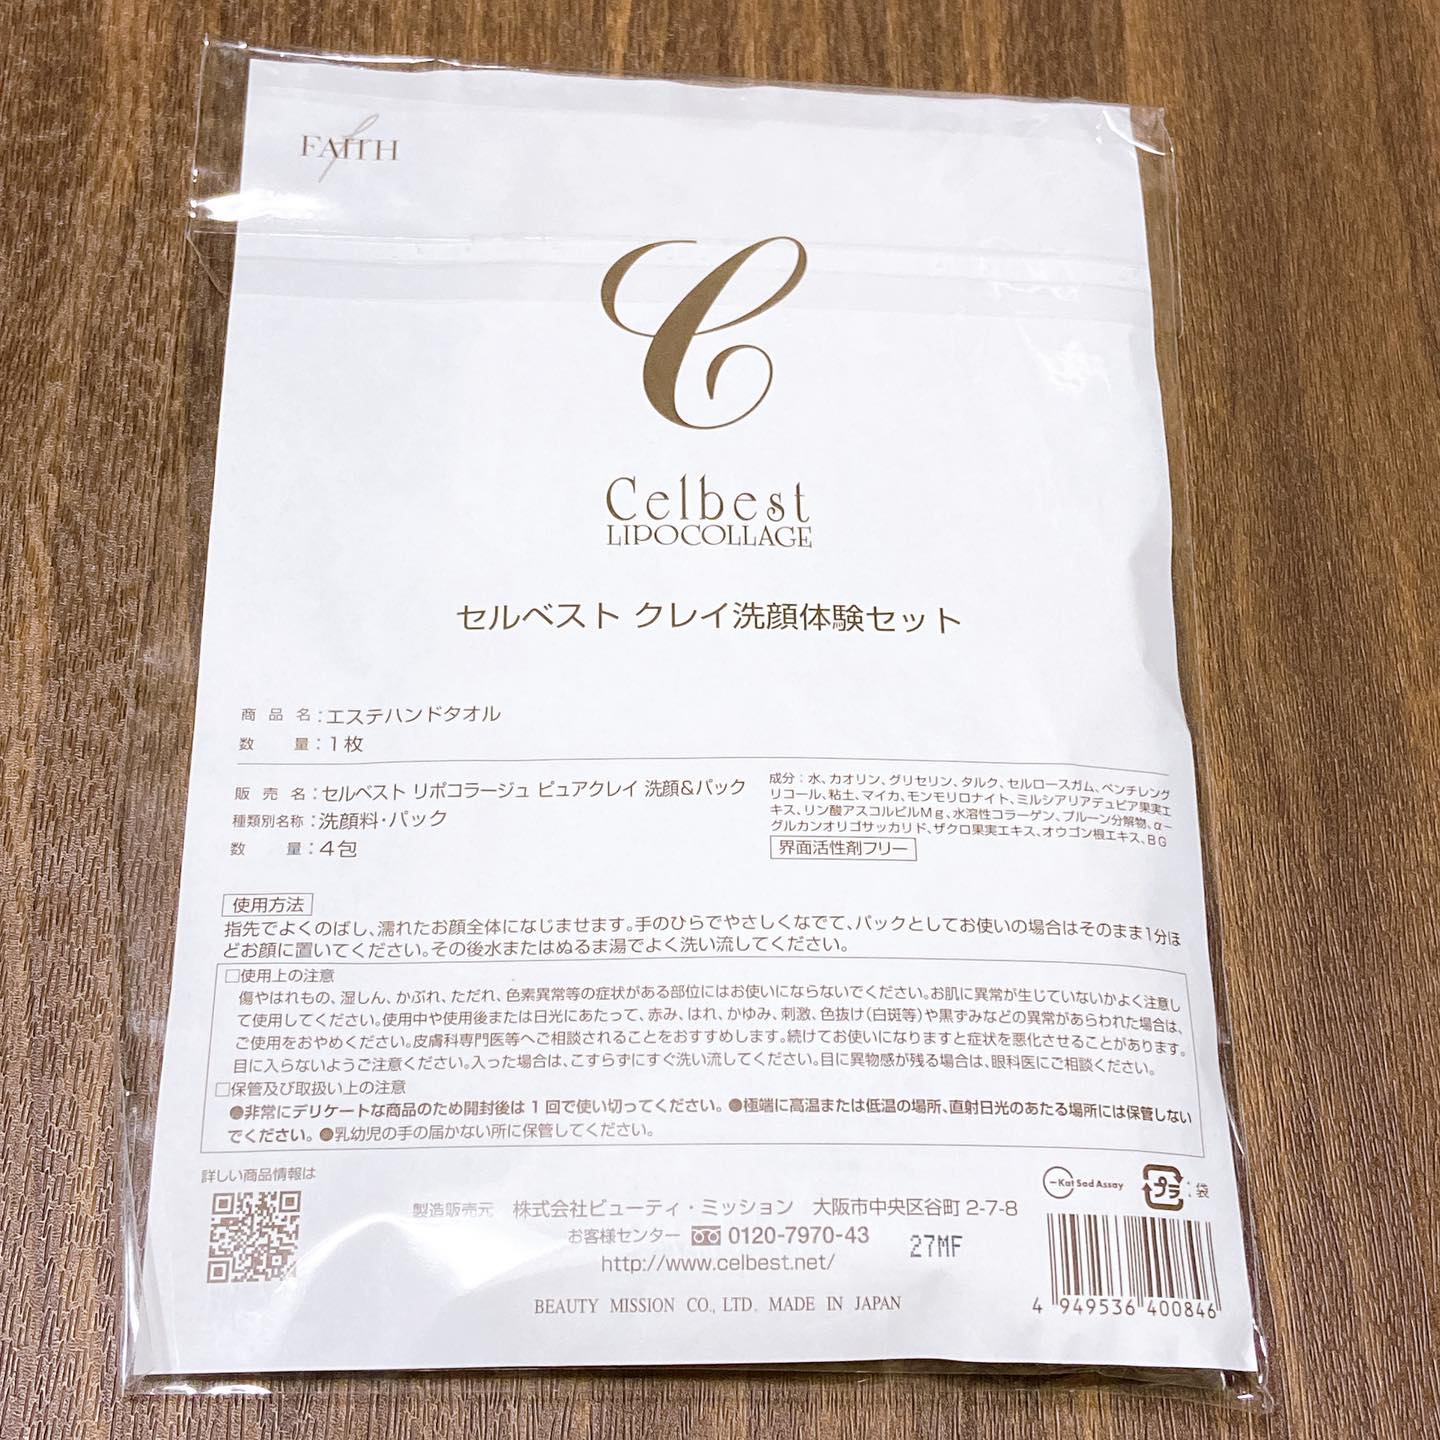 FAITH
Celbest
LIPOCOLLAGE
セルベスト クレイ洗顔体験セット
商品名:エステハンドタオル
数量:1枚
販売名:セルベスト リポコラージュ ピュアクレイ 洗顔&パック
種類別名称:洗顔料・パック
数量:4包
成分:水、カオリン、グリセリン、タルク、セルロースガム、ペンチレング
リコール、粘土、マイカ、モンモリロナイト、ミルシアリアデュビア果実エ
キス、リン酸アスコルビルMg、水溶性コラーゲン、プルーン分解物、α-
グルカンオリゴサッカリド、ザクロ果実エキス、オウゴン根エキス、BG
界面活性剤フリー
使用方法
指先でよくのばし、濡れたお顔全体になじませます。手のひらでやさしくなでて、パックとしてお使いの場合はそのまま1分ほ
どお顔に置いてください。その後水またはぬるま湯でよく洗い流してください。
□使用上の注意
傷やはれもの、湿しん、かぶれ、ただれ、色素異常等の症状がある部位にはお使いにならないでください。お肌に異常が生じていないかよく注意し
て使用してください。使用中や使用後または日光にあたって、赤み、はれ、かゆみ、刺激、色抜け(白斑等)や黒ずみなどの異常があらわれた場合は、
ご使用をおやめください。皮膚科専門医等へご相談されることをおすすめします。続けてお使いになりますと症状を悪化させることがあります。
目に入らないようご注意ください。入った場合は、こすらずにすぐ洗い流してください。目に異物感が残る場合は、眼科医にご相談ください。
□保管及び取扱い上の注意
●非常にデリケートな商品のため開封後は1回で使い切ってください。●極端に高温または低温の場所、直射日光のあたる場所には保管しない
でください。●乳幼児の手の届かない所に保管してください。
詳しい商品情報は
製造販売元 株式会社ビューティ・ミッション 大阪市中央区谷町2-7-8
お客様センター 0120-7970-43
http://www.celbest.net/
27MF
BEAUTY MISSION CO., LTD. MADE IN JAPAN
Kat Sad Assay
プラ :袋
4 949536 400846